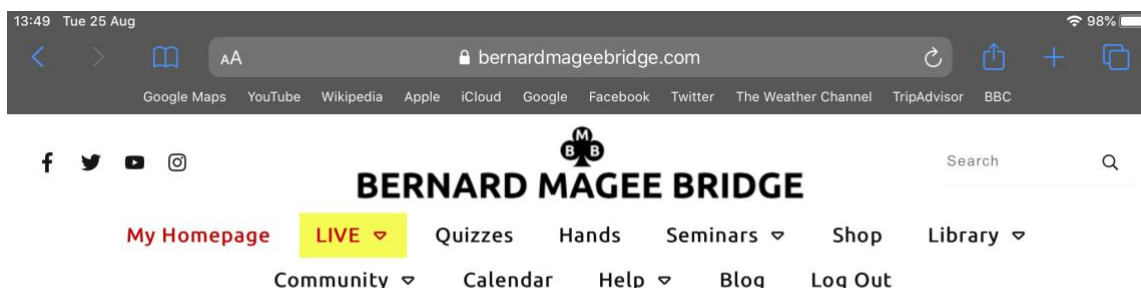 13:49 Tue 25 Aug 98%
AA bernardmageebridge.com
Google Maps YouTube Wikipedia Apple iCloud Google Facebook Twitter The Weather Channel TripAdvisor BBC
M
B B
Search
BERNARD MAGEE BRIDGE
My Homepage LIVE Quizzes Hands Seminars Shop Library
Community Calendar Help Blog Log Out